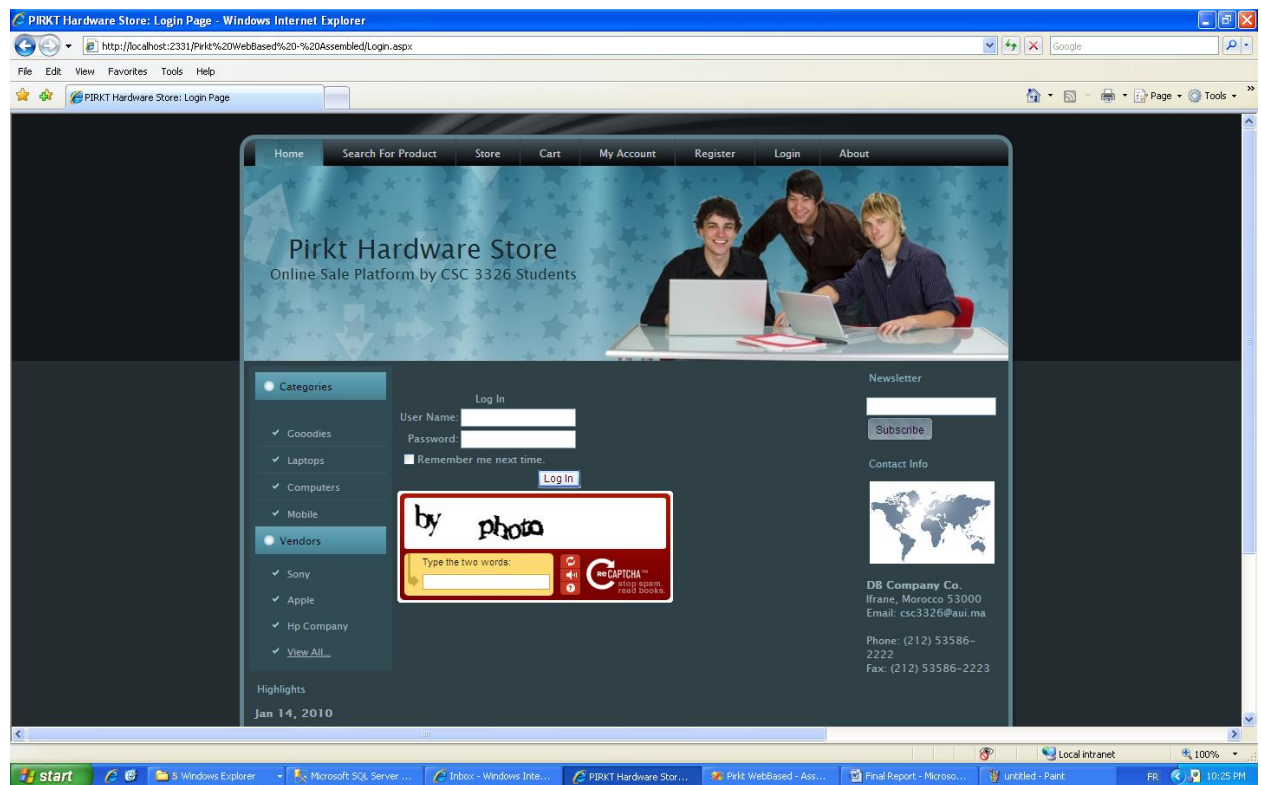 PIRKT Hardware Store: Login Page - Windows Internet Explorer
http://localhost:2331/Pirkt%20WebBased%20-%20Assembled/Login.aspx
Google
File Edit View Favorites Tools Help
PIRKT Hardware Store: Login Page
Page Tools
Home Search For Product Store Cart My Account Register Login About
Pirkt Hardware Store
Online Sale Platform by CSC 3326 Students
Categories
Gooodies
Laptops
Computers
Mobile
Vendors
Sony
Apple
Hp Company
View All...
Highlights
Jan 14, 2010
Log In
User Name:
Password:
Remember me next time.
Log In
by photo
Type the two words:
reCAPTCHA™
stop spam.
read books.
Newsletter
Subscribe
Contact Info
DB Company Co.
Ifrane, Morocco 53000
Email: csc3326@aui.ma
Phone: (212) 53586-
2222
Fax: (212) 53586-2223
Local intranet 100%
start 5 Windows Explorer Microsoft SQL Server ... Inbox - Windows Inte... PIRKT Hardware Stor... Pirkt WebBased - Ass... Final Report - Microso... untitled - Paint FR 10:25 PM